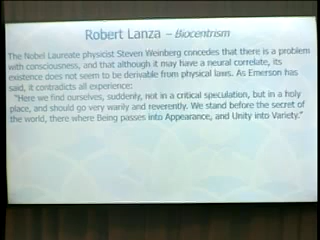 Robert Lanza – Biocentrism
The Nobel Laureate physicist Steven Weinberg concedes that there is a problem
with consciousness, and that although it may have a neural correlate, its
existence does not seem to be derivable from physical laws. As Emerson has
said, it contradicts all experience:
"Here we find ourselves, suddenly, not in a critical speculation, but in a holy
place, and should go very warily and reverently. We stand before the secret of
the world, there where Being passes into Appearance, and Unity into Variety."